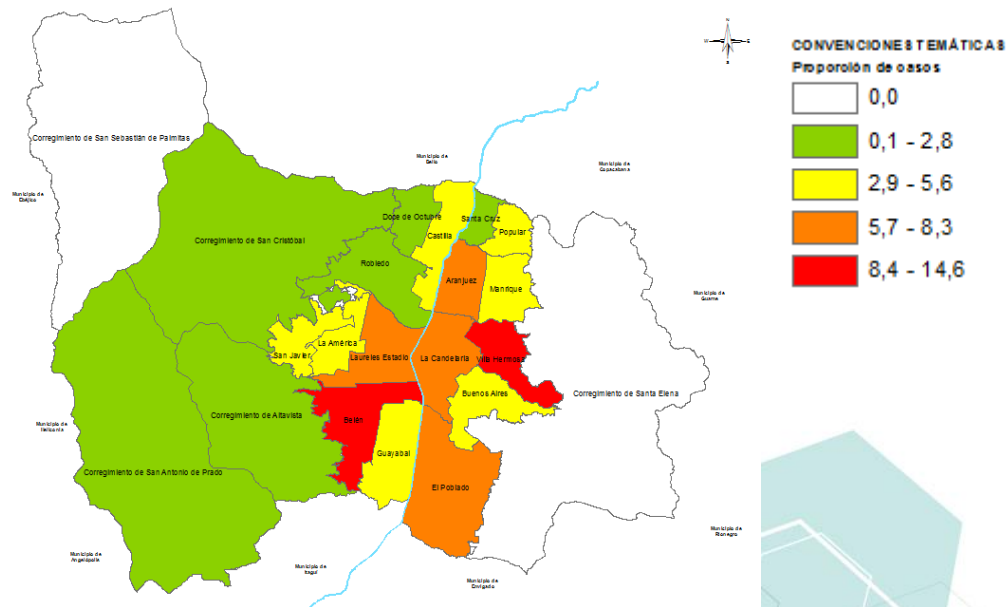 N
W
E
S
CONVENCIONES TEMÁTICAS
Proporción de casos
0,0
0,1 - 2,8
2,9 - 5,6
5,7 - 8,3
8,4 - 14,6
Corregimiento de San Sebastián de Palmitas
Municipio de
Bello
Municipio de
Copacabana
Municipio de
Ebéjico
Doce de Octubre
Santa Cruz
Castilla
Popular
Corregimiento de San Cristóbal
Robledo
Aranjuez
Manrique
Municipio de
Guarne
La América
San Javier
Laureles Estadio
La Candelaria
Villa Hermosa
Buenos Aires
Corregimiento de Santa Elena
Corregimiento de Altavista
Belén
Municipio de
Heliconia
Guayabal
Corregimiento de San Antonio de Prado
El Poblado
Municipio de
Rionegro
Municipio de
Angelópolis
Municipio de
Itagüí
Municipio de
Envigado